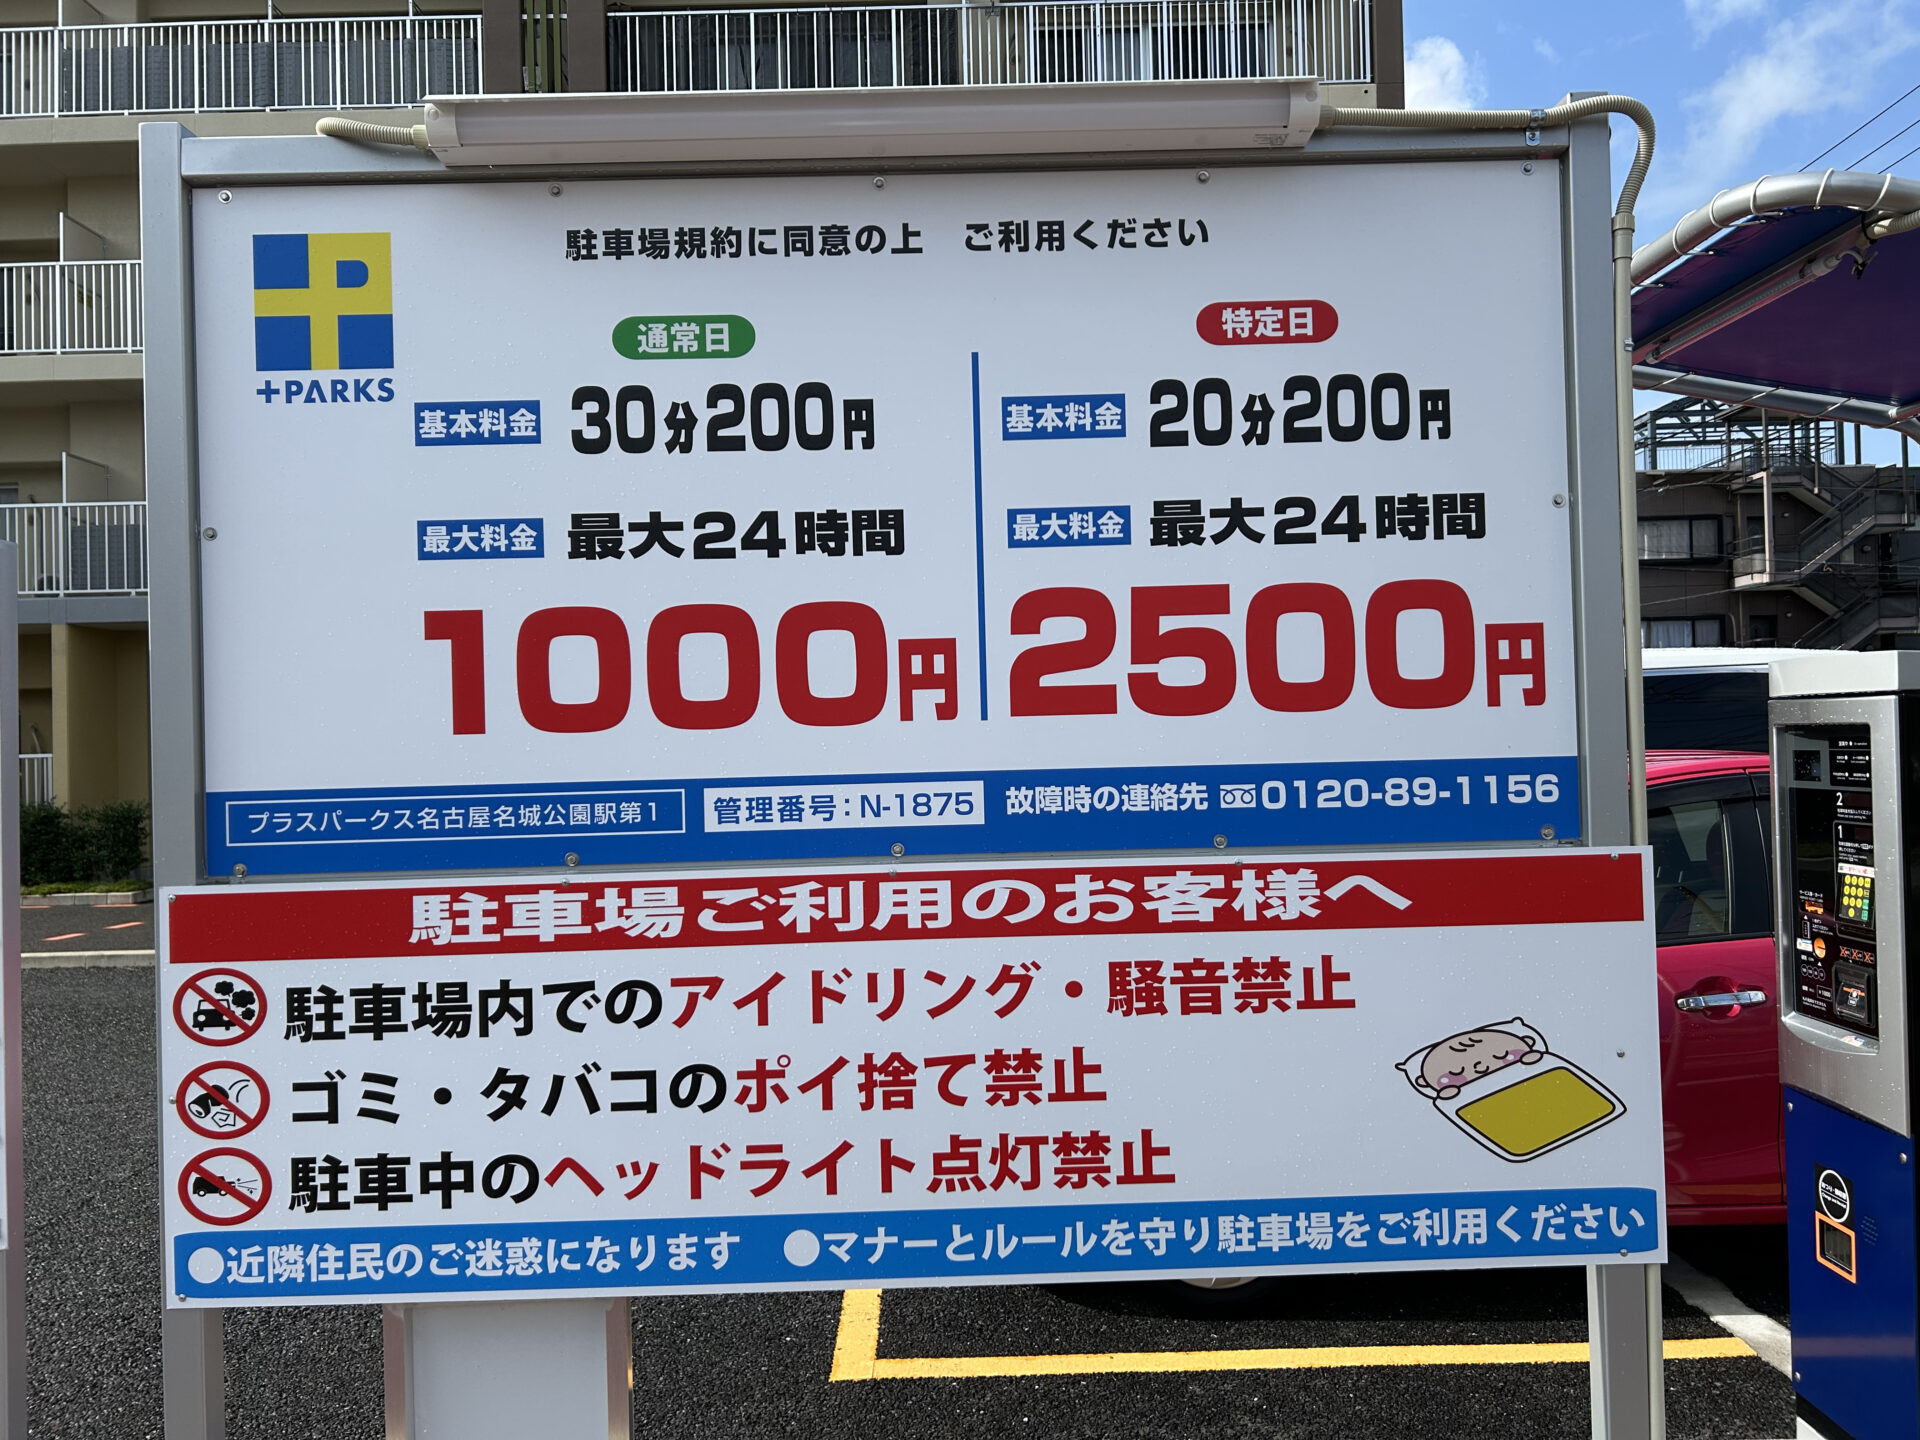 駐車場規約に同意の上 ご利用ください
+PARKS
通常日
基本料金 30分200円
最大料金 最大24時間
1000円
特定日
基本料金 20分200円
最大料金 最大24時間
2500円
プラスパークス名古屋名城公園駅第1
管理番号:N-1875
故障時の連絡先 0120-89-1156
駐車場ご利用のお客様へ
駐車場内でのアイドリング・騒音禁止
ゴミ・タバコのポイ捨て禁止
駐車中のヘッドライト点灯禁止
●近隣住民のご迷惑になります ●マナーとルールを守り駐車場をご利用ください
2
1